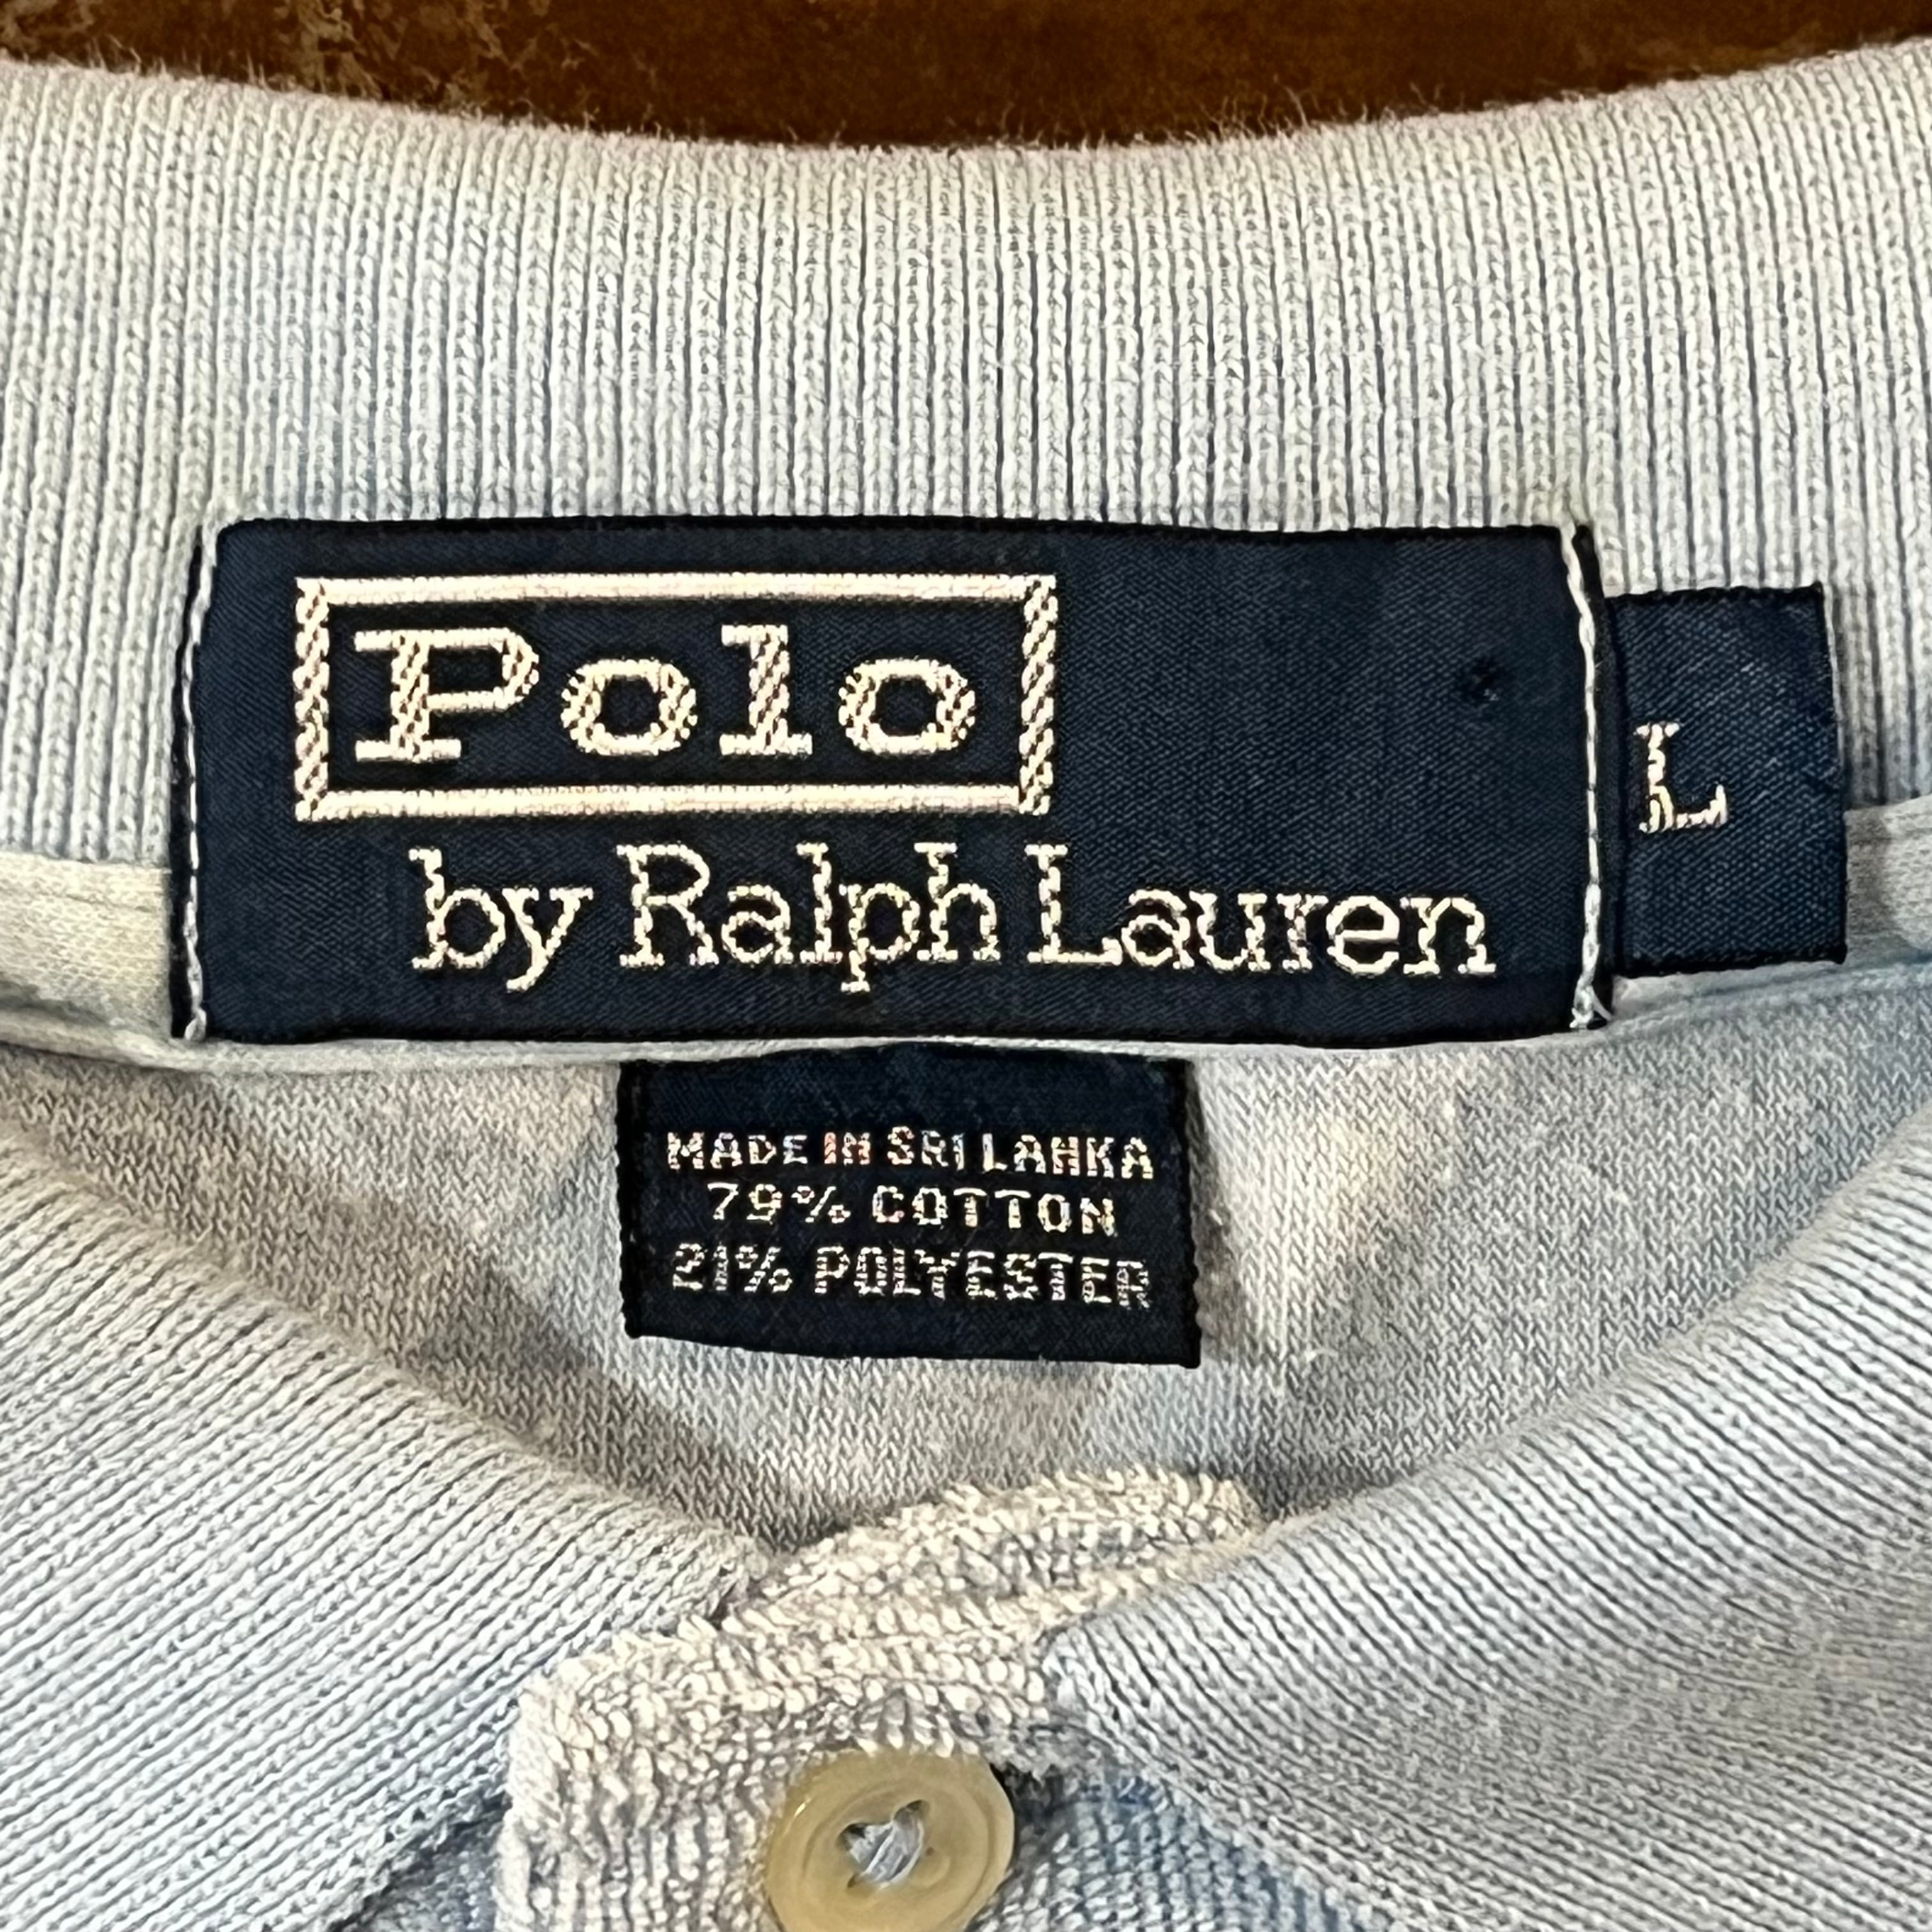 Polo
by Ralph Lauren
L
MADE IN SRI LANKA
79% COTTON
21% POLYESTER